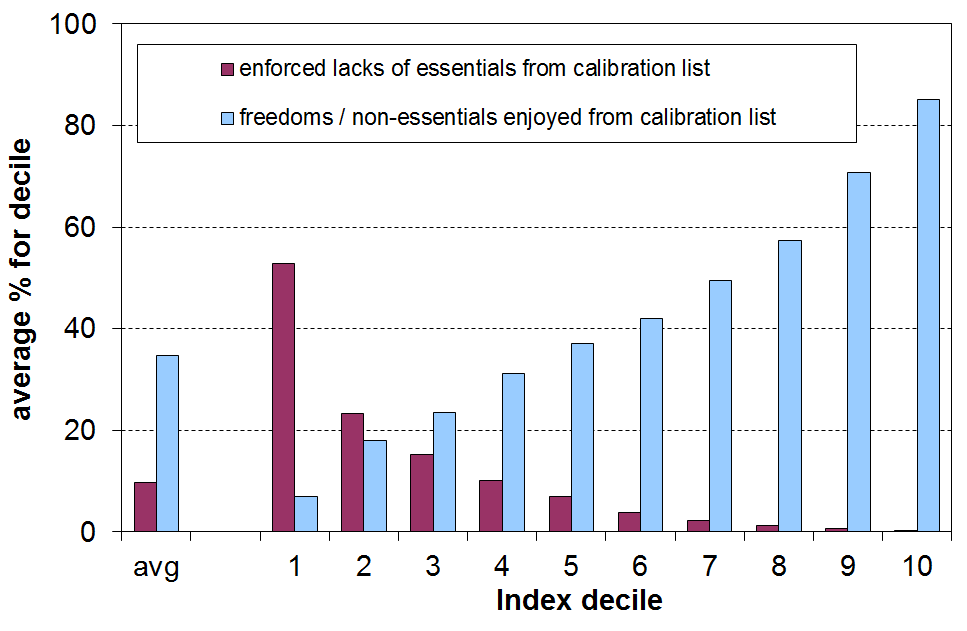 100
80
60
40
20
0
average % for decile
enforced lacks of essentials from calibration list
freedoms / non-essentials enjoyed from calibration list
avg 1 2 3 4 5 6 7 8 9 10
Index decile